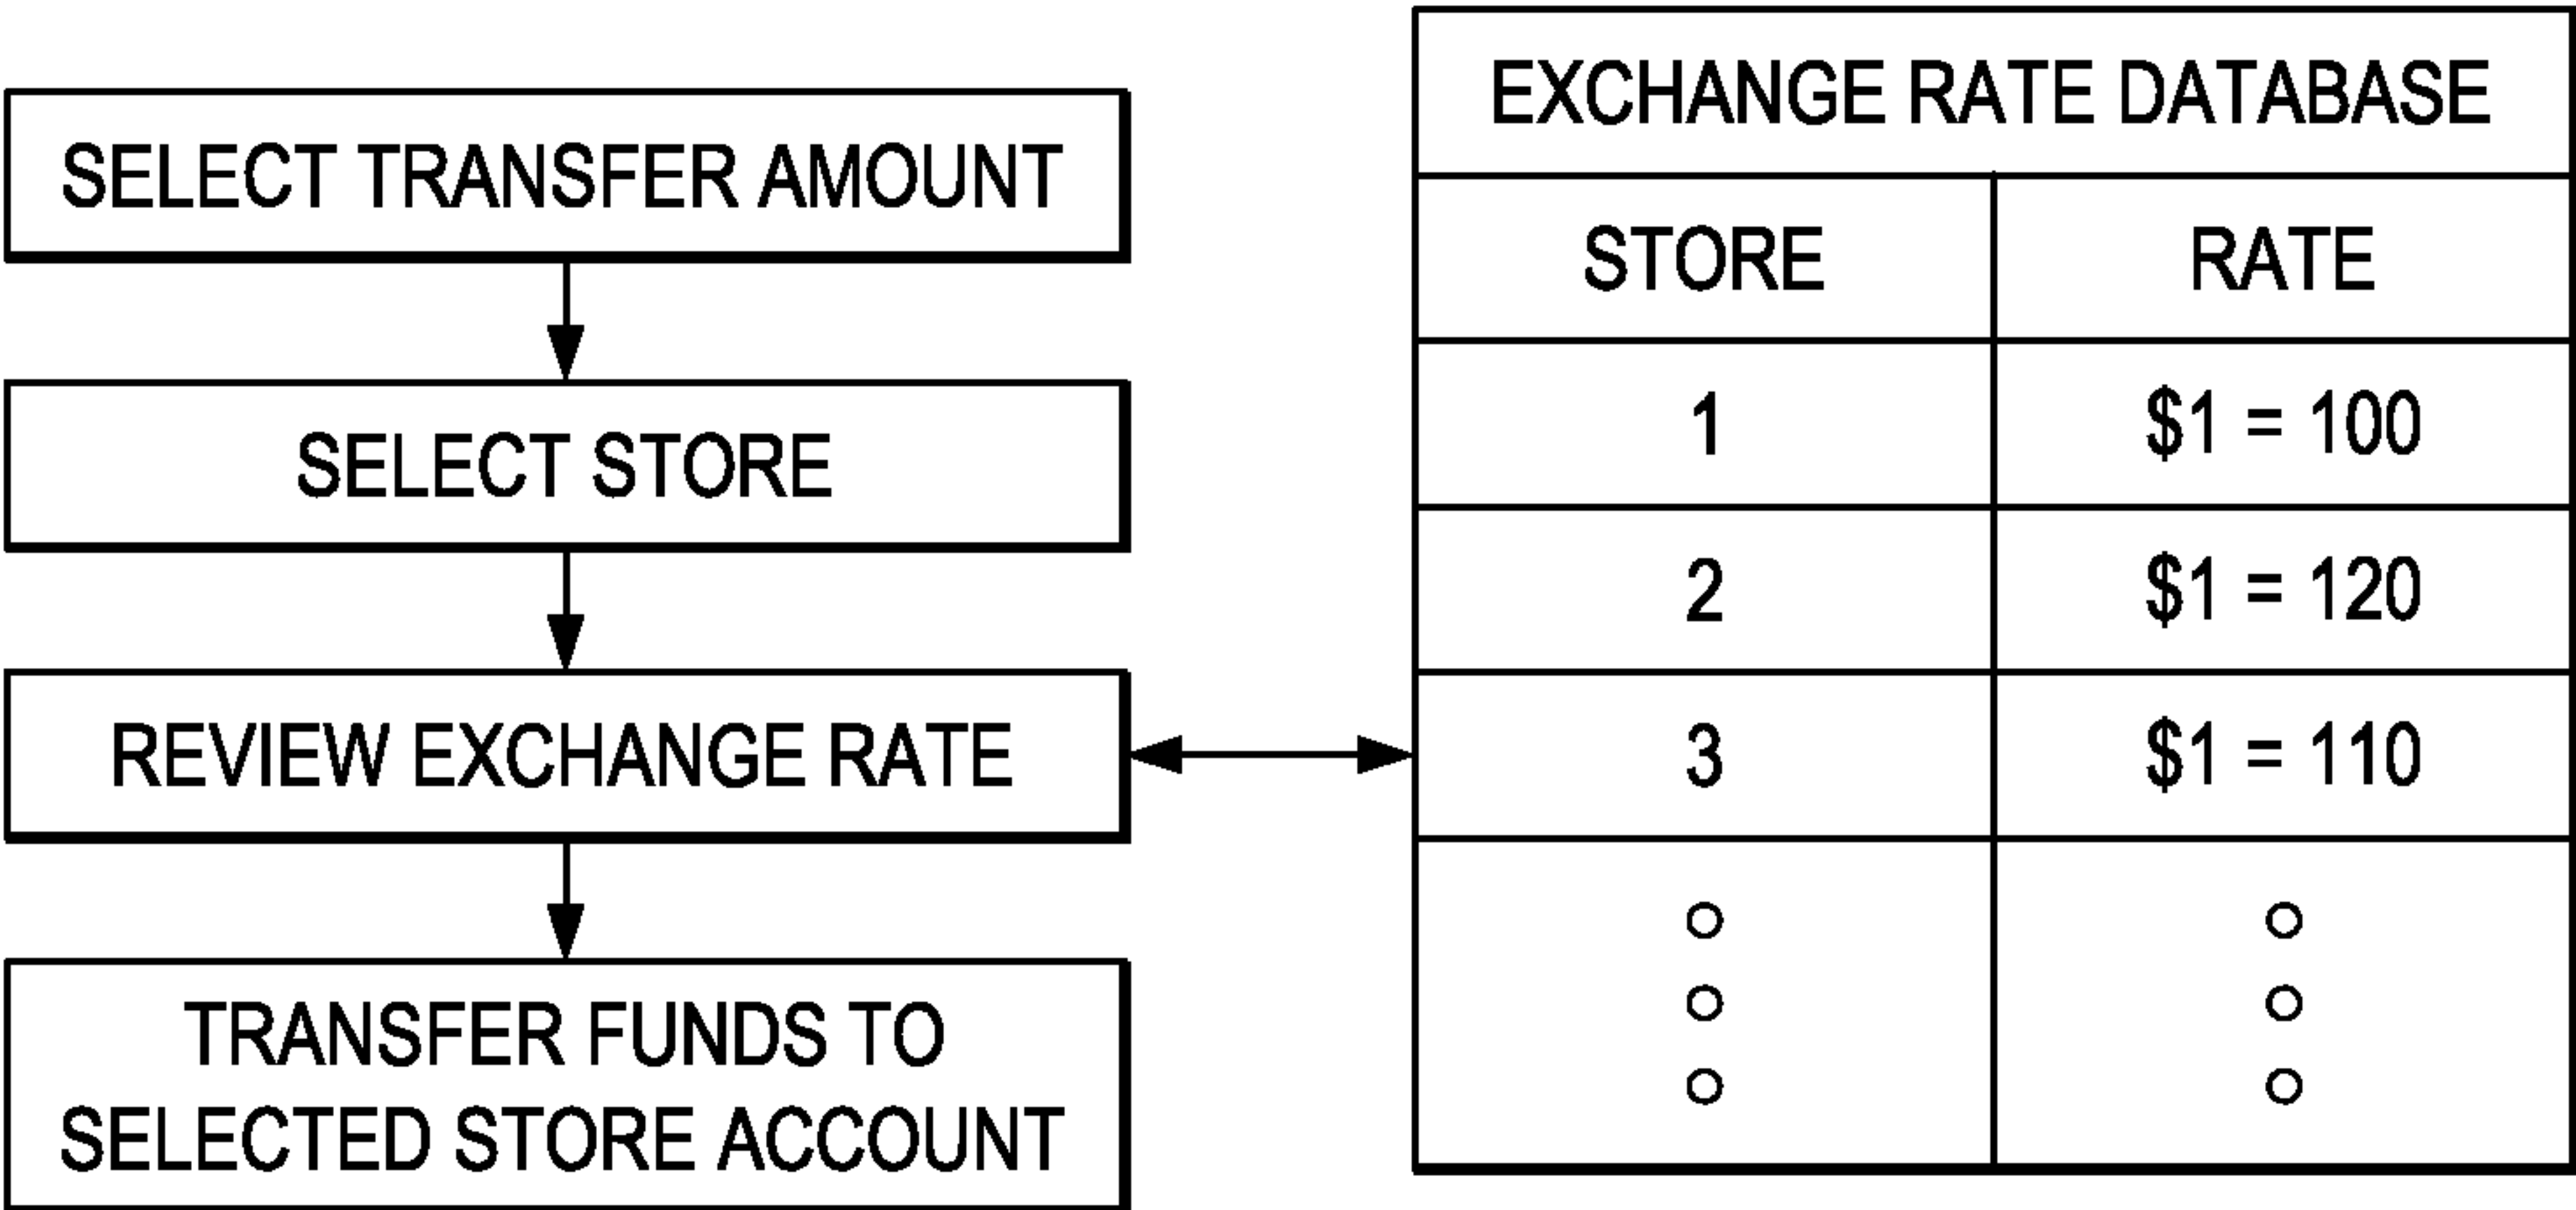 SELECT TRANSFER AMOUNT
SELECT STORE
REVIEW EXCHANGE RATE
TRANSFER FUNDS TO
SELECTED STORE ACCOUNT
EXCHANGE RATE DATABASE
STORE RATE
1 $1 = 100
2 $1 = 120
3 $1 = 110